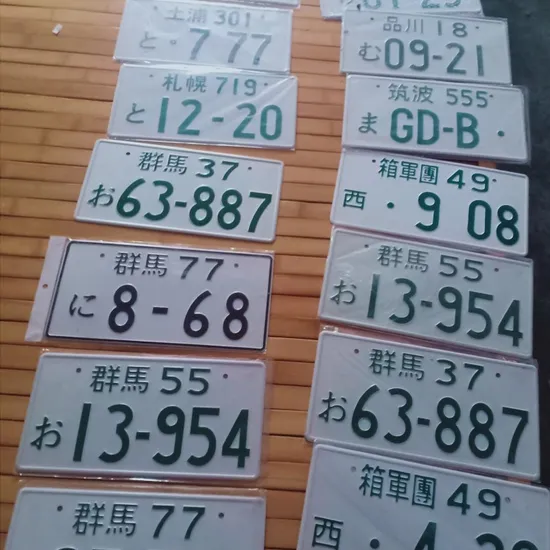 土浦 301
と・7 77
札幌 719
と 12-20
群馬 37
お 63-887
群馬 77
に 8-68
群馬 55
お 13-954
群馬 77
品川 18
む 09-21
筑波 555
ま GD-B・
箱軍團 49
西・9 08
群馬 55
お 13-954
群馬 37
お 63-887
箱軍團 49
西